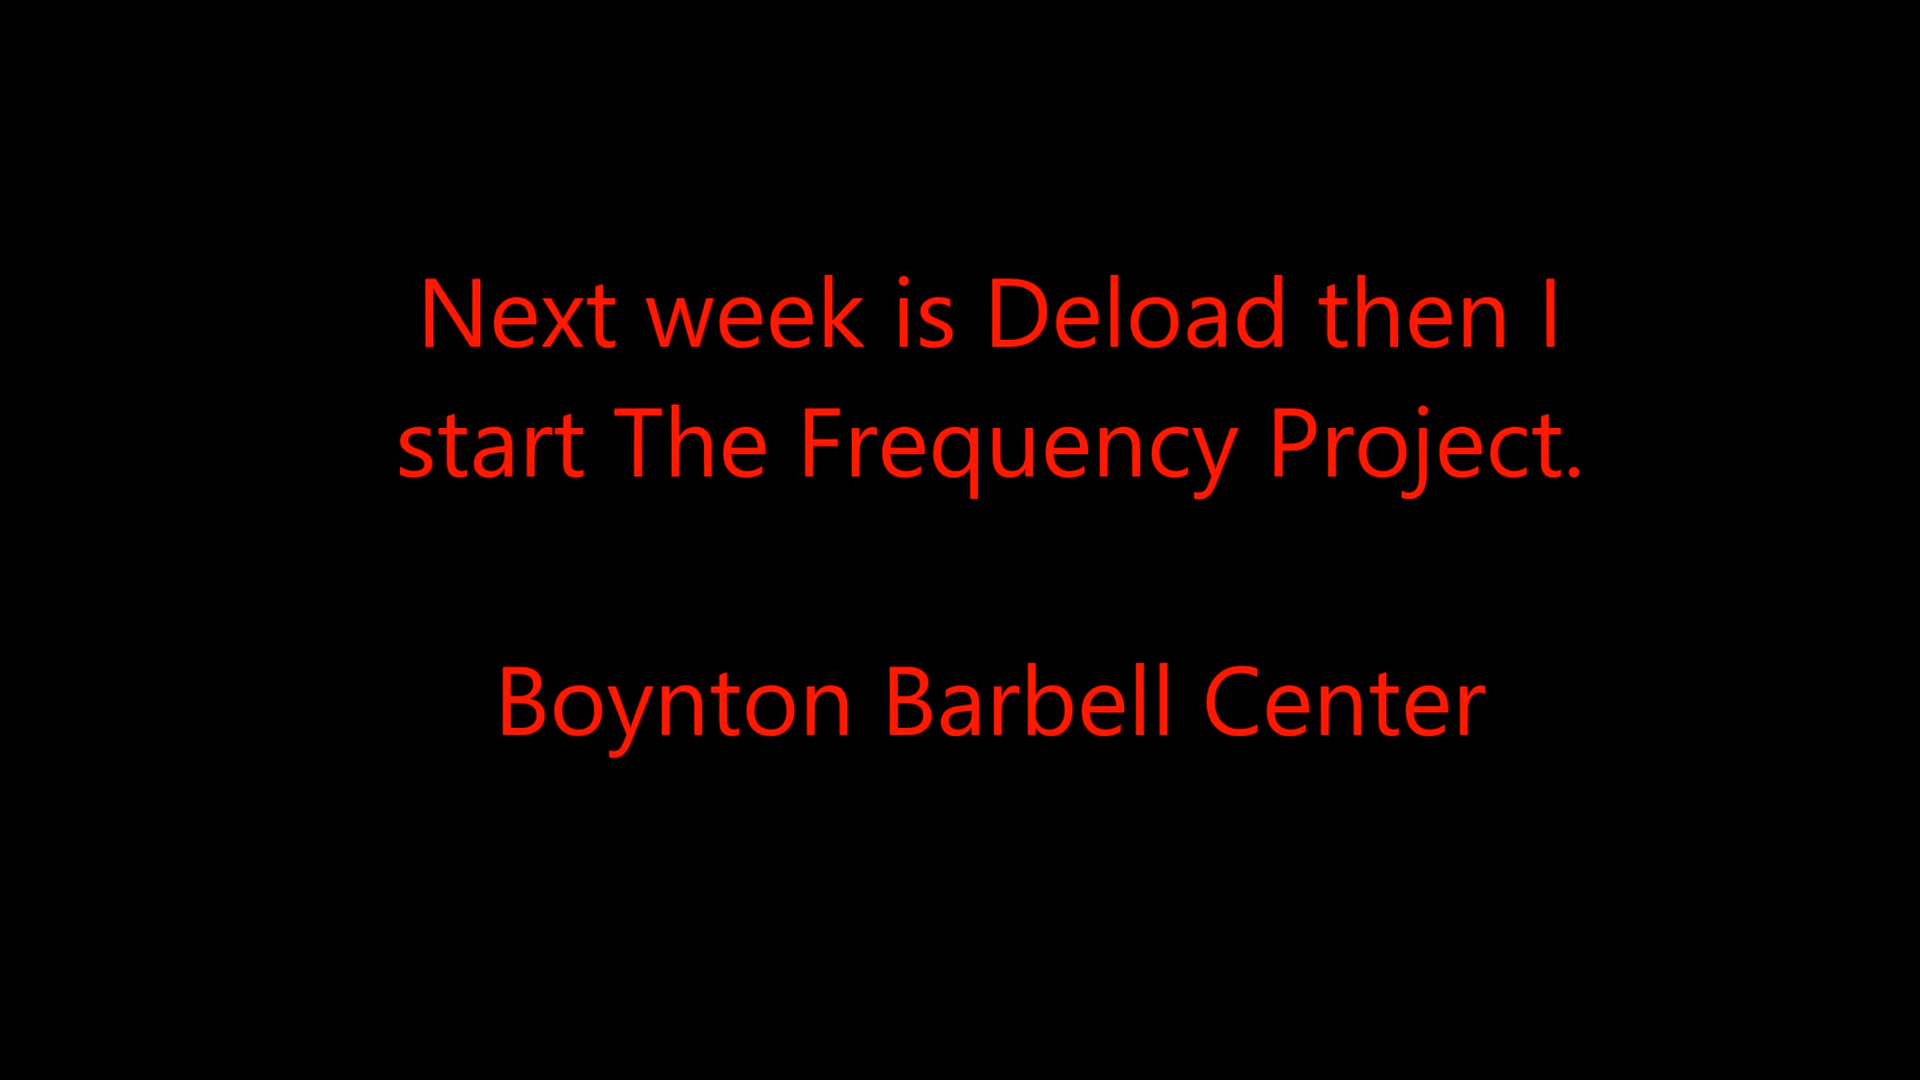 Next week is Deload then I
start The Frequency Project.
Boynton Barbell Center